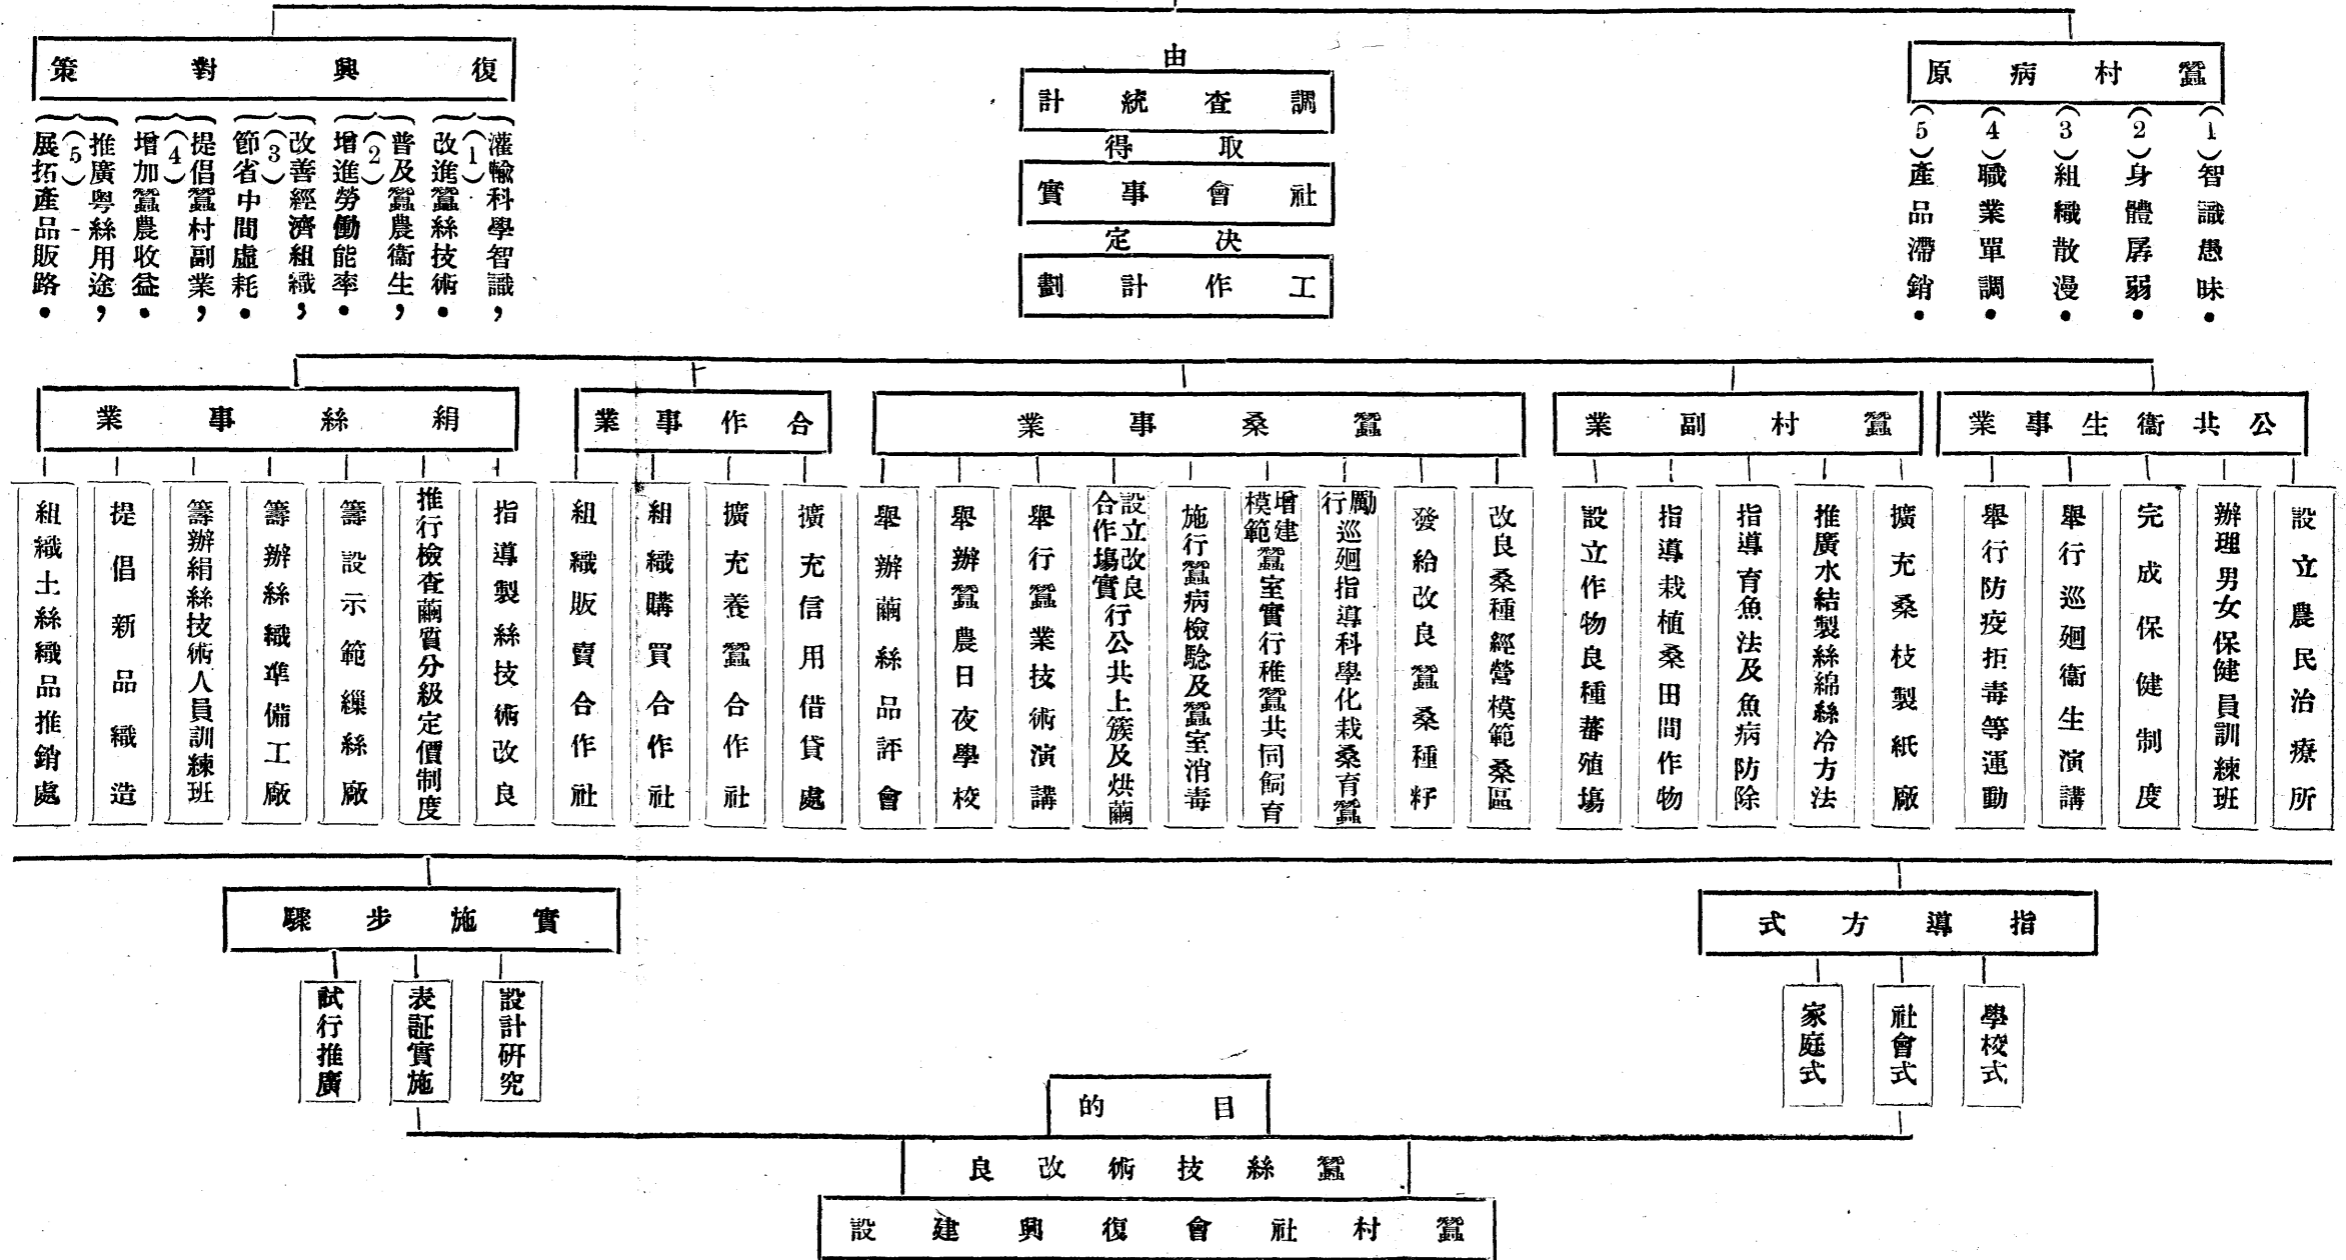 蠶村病原
(1)智識愚昧．
(2)身體孱弱．
(3)組織散漫．
(4)職業單調．
(5)產品滯銷．
由
調查統計
取得
社會事實
決定
工作計劃
復興對策
(1)
灌輸科學智識，
改進蠶絲技術．
(2)
普及蠶農衞生，
增進勞働能率．
(3)
改善經濟組織，
節省中間虛耗．
(4)
提倡蠶村副業，
增加蠶農收益．
(5)
推廣粵絲用途，
展拓產品販路．
公共衞生事業
設立農民治療所
辦理男女保健員訓練班
完成保健制度
舉行巡廻衞生演講
舉行防疫拒毒等運動
蠶村副業
擴充桑枝製紙廠
推廣水結製絲綿絲冷方法
指導育魚法及魚病防除
指導栽植桑田間作物
設立作物良種蕃殖塲
蠶桑事業
改良桑種經營模範桑區
發給改良蠶桑種籽
勵行巡廻指導科學化栽桑育蠶
增建模範蠶室實行稚蠶共同飼育
施行蠶病檢騐及蠶室消毒
設立改良合作塲實行公共上簇及烘繭
舉行蠶業技術演講
舉辦蠶農日夜學校
舉辦繭絲品評會
合作事業
擴充信用借貸處
擴充養蠶合作社
組織購買合作社
組織販賣合作社
絹絲事業
指導製絲技術改良
推行檢查繭質分級定價制度
籌設示範繅絲廠
籌辦絲織準備工廠
籌辦絹絲技術人員訓練班
提倡新品織造
組織土絲織品推銷處
指導方式
學校式
社會式
家庭式
實施步驟
設計研究
表証實施
試行推廣
目的
蠶絲技術改良
蠶村社會復興建設